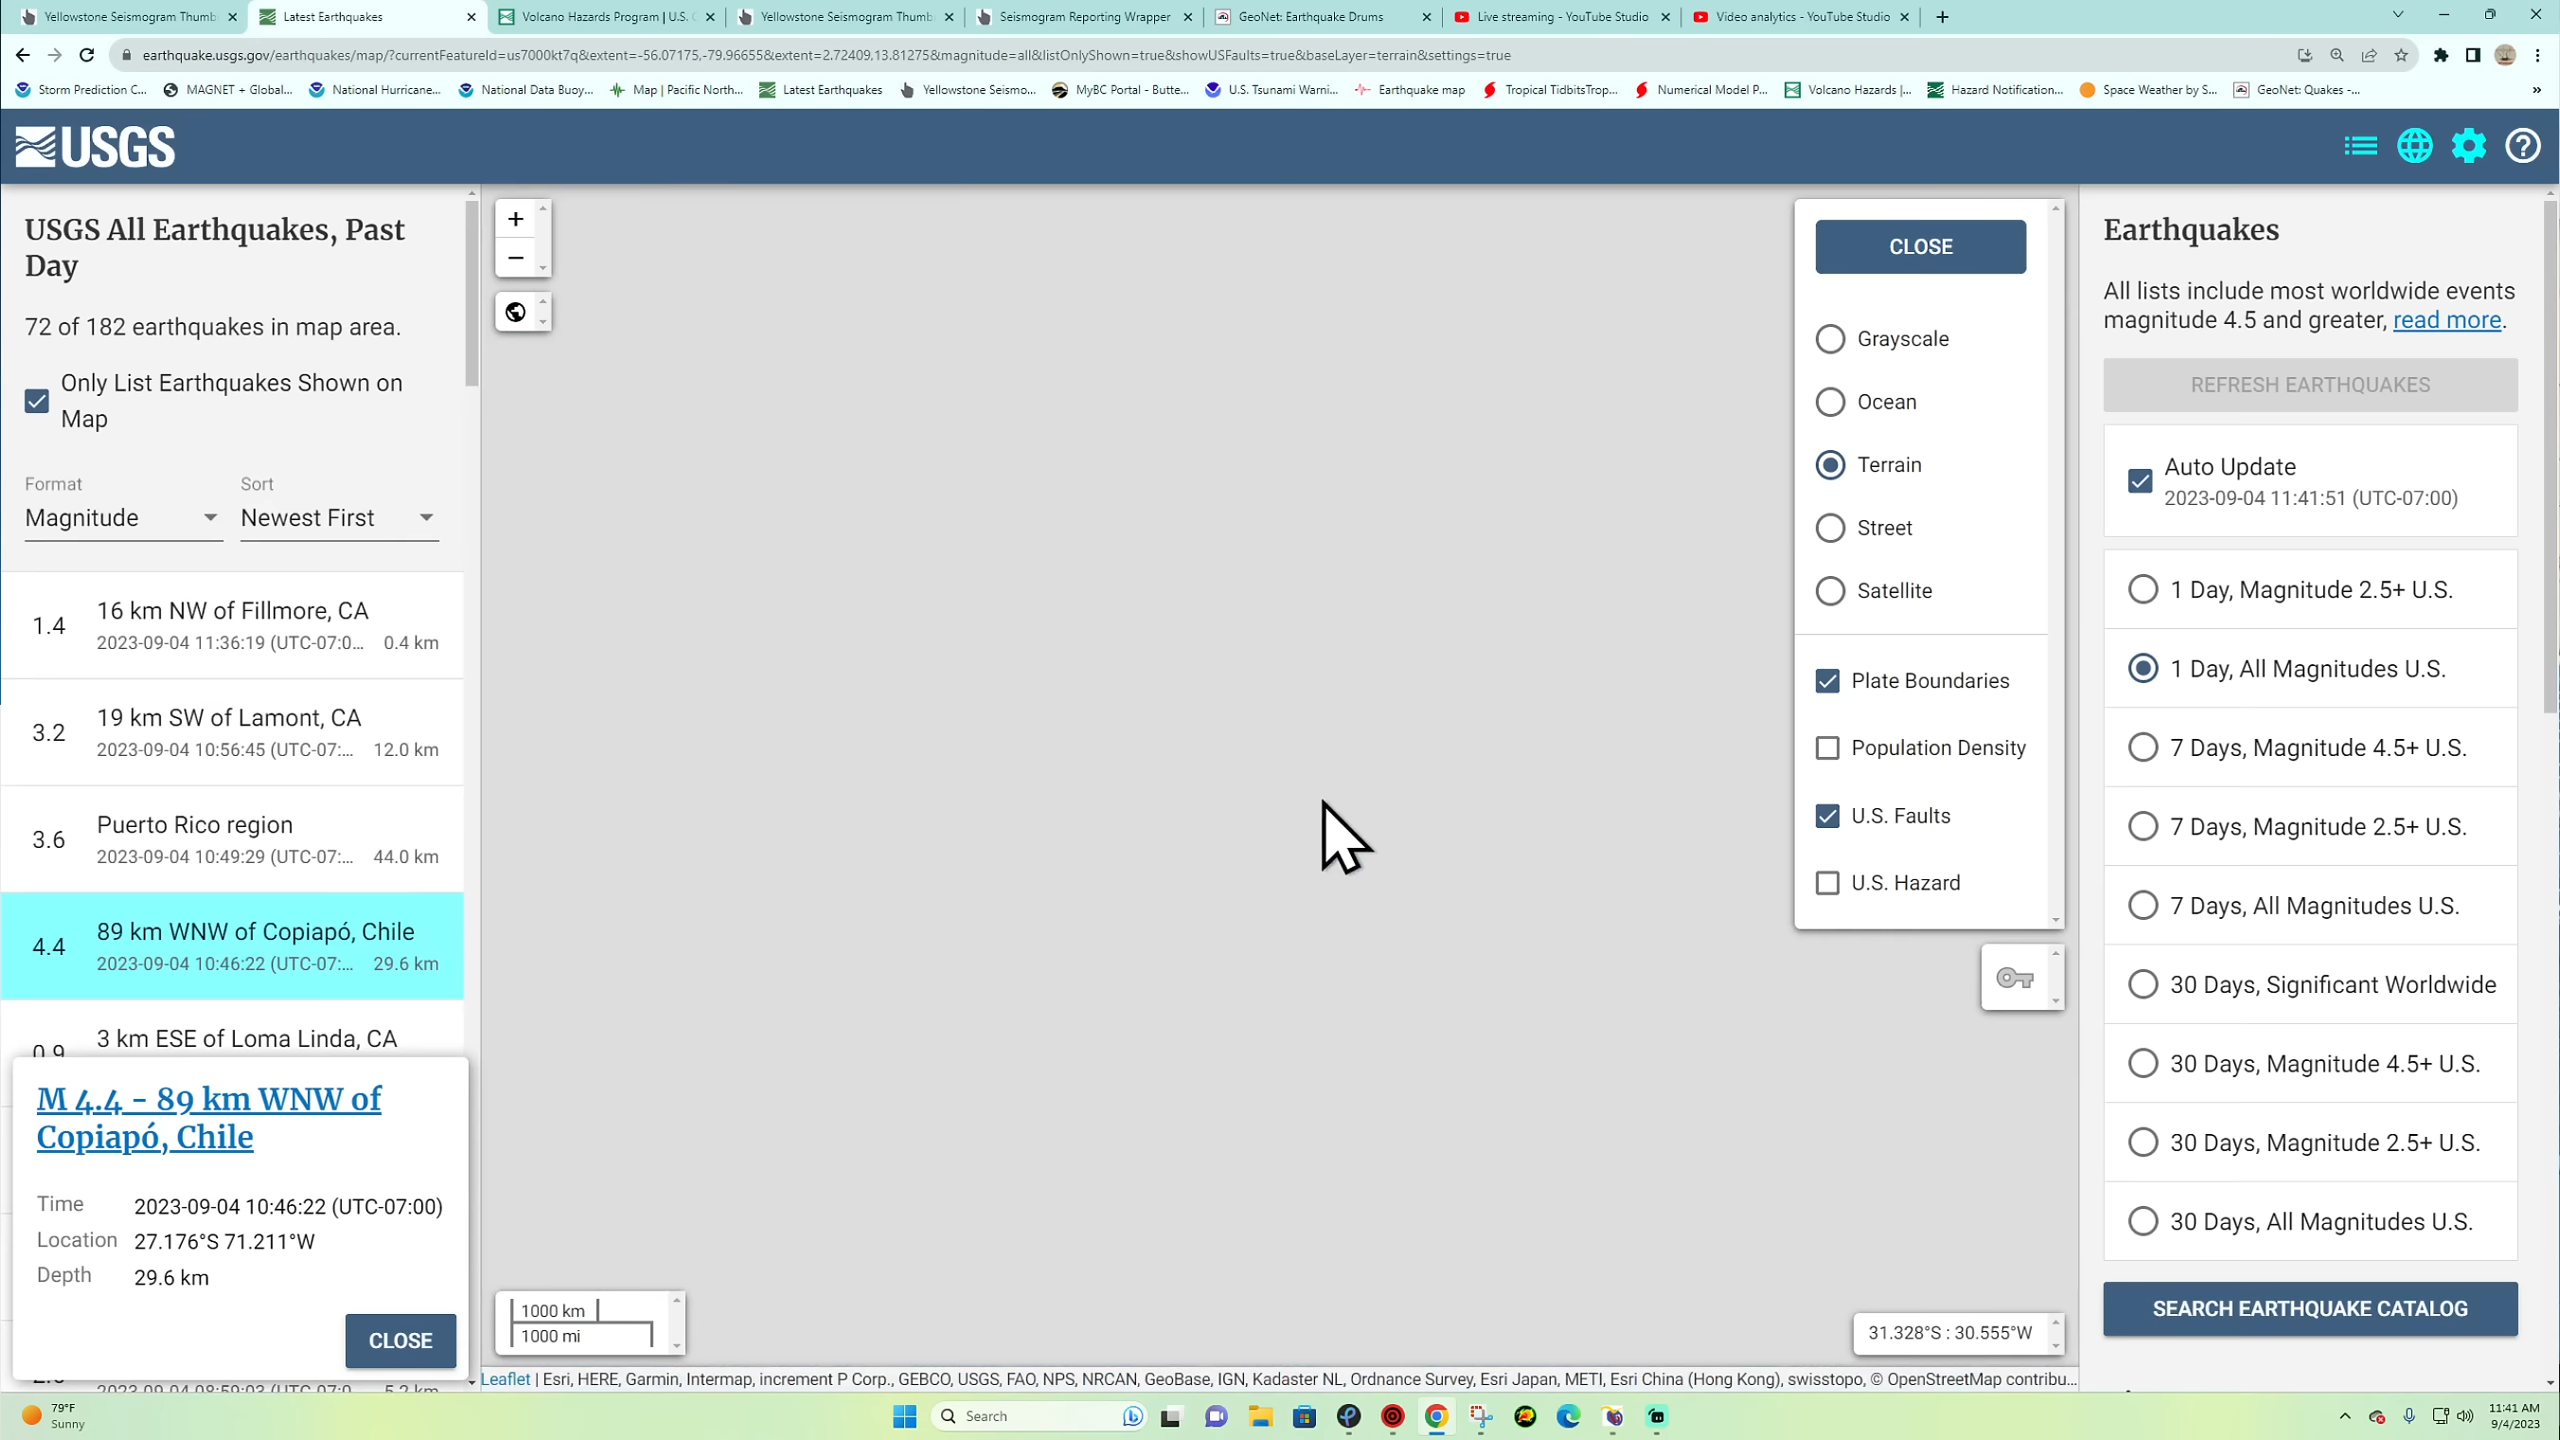 Yellowstone Seismogram Thumb
Latest Earthquakes
Volcano Hazards Program | U.S. G
Yellowstone Seismogram Thumb
Seismogram Reporting Wrapper
GeoNet: Earthquake Drums
Live streaming - YouTube Studio
Video analytics - YouTube Studio
earthquake.usgs.gov/earthquakes/map/?currentFeatureId=us7000kt7q&extent=-56.07175,-79.96655&extent=2.72409,13.81275&magnitude=all&listOnlyShown=true&showUSFaults=true&baseLayer=terrain&settings=true
Storm Prediction C...
MAGNET + Global...
National Hurricane...
National Data Buoy...
Map | Pacific North...
Latest Earthquakes
Yellowstone Seismo...
MyBC Portal - Butte...
U.S. Tsunami Warni...
Earthquake map
Tropical TidbitsTrop...
Numerical Model P...
Volcano Hazards |...
Hazard Notification...
Space Weather by S...
GeoNet: Quakes -...
»
USGS
USGS All Earthquakes, Past
Day
72 of 182 earthquakes in map area.
Only List Earthquakes Shown on
Map
Format
Sort
Magnitude
Newest First
1.4
16 km NW of Fillmore, CA
2023-09-04 11:36:19 (UTC-07:0... 0.4 km
3.2
19 km SW of Lamont, CA
2023-09-04 10:56:45 (UTC-07:... 12.0 km
3.6
Puerto Rico region
2023-09-04 10:49:29 (UTC-07:... 44.0 km
4.4
89 km WNW of Copiapó, Chile
2023-09-04 10:46:22 (UTC-07:... 29.6 km
0.9
3 km ESE of Loma Linda, CA
M 4.4 - 89 km WNW of
Copiapó, Chile
Time 2023-09-04 10:46:22 (UTC-07:00)
Location 27.176°S 71.211°W
Depth 29.6 km
CLOSE
2023-09-04 08:59:03 (UTC-07:0... 5.2 km
+
−
1000 km
1000 mi
CLOSE
Grayscale
Ocean
Terrain
Street
Satellite
Plate Boundaries
Population Density
U.S. Faults
U.S. Hazard
31.328°S : 30.555°W
Leaflet | Esri, HERE, Garmin, Intermap, increment P Corp., GEBCO, USGS, FAO, NPS, NRCAN, GeoBase, IGN, Kadaster NL, Ordnance Survey, Esri Japan, METI, Esri China (Hong Kong), swisstopo, © OpenStreetMap contribu...
Earthquakes
All lists include most worldwide events
magnitude 4.5 and greater, read more.
REFRESH EARTHQUAKES
Auto Update
2023-09-04 11:41:51 (UTC-07:00)
1 Day, Magnitude 2.5+ U.S.
1 Day, All Magnitudes U.S.
7 Days, Magnitude 4.5+ U.S.
7 Days, Magnitude 2.5+ U.S.
7 Days, All Magnitudes U.S.
30 Days, Significant Worldwide
30 Days, Magnitude 4.5+ U.S.
30 Days, Magnitude 2.5+ U.S.
30 Days, All Magnitudes U.S.
SEARCH EARTHQUAKE CATALOG
79°F
Sunny
Search
11:41 AM
9/4/2023